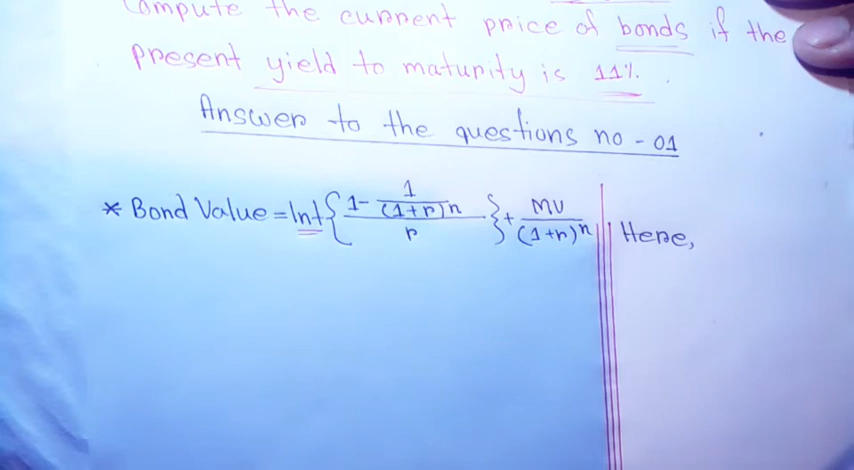 Compute the current price of bonds if the
present yield to maturity is 11%.
Answer to the questions no - 01
* Bond Value = Int { 1 - 1/(1+r)n / r } + MV/(1+r)n Here,